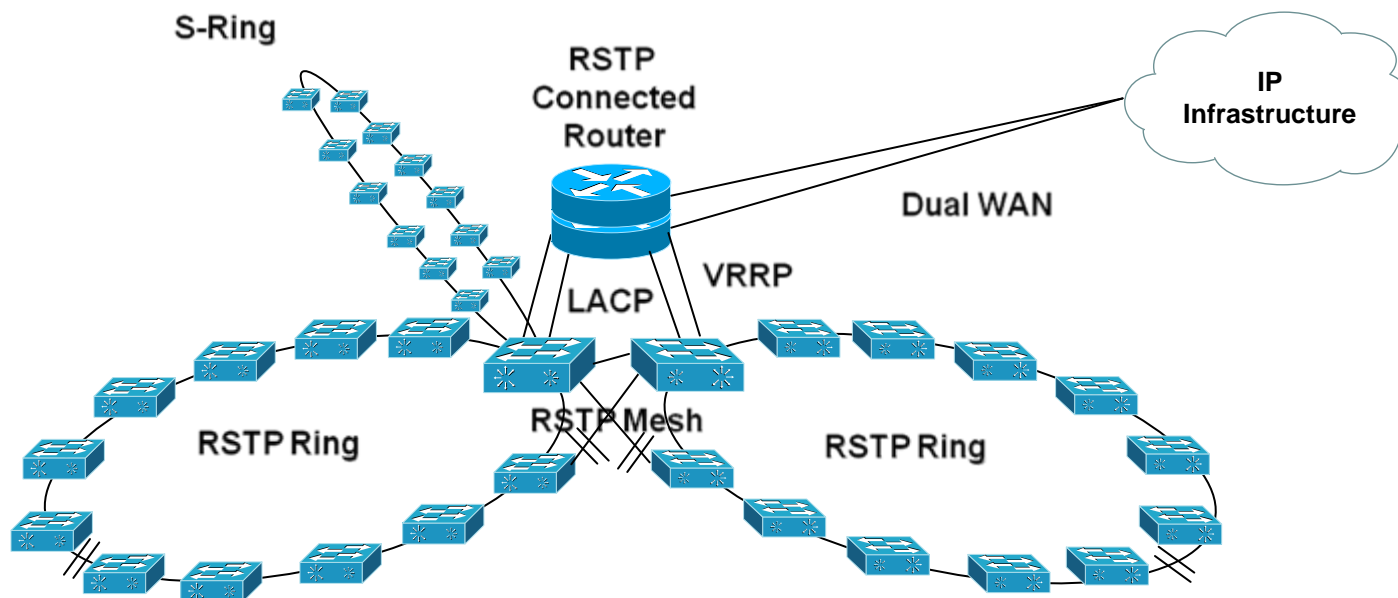 S-Ring
RSTP
Connected
Router
IP
Infrastructure
Dual WAN
VRRP
LACP
RSTP Mesh
RSTP Ring
RSTP Ring